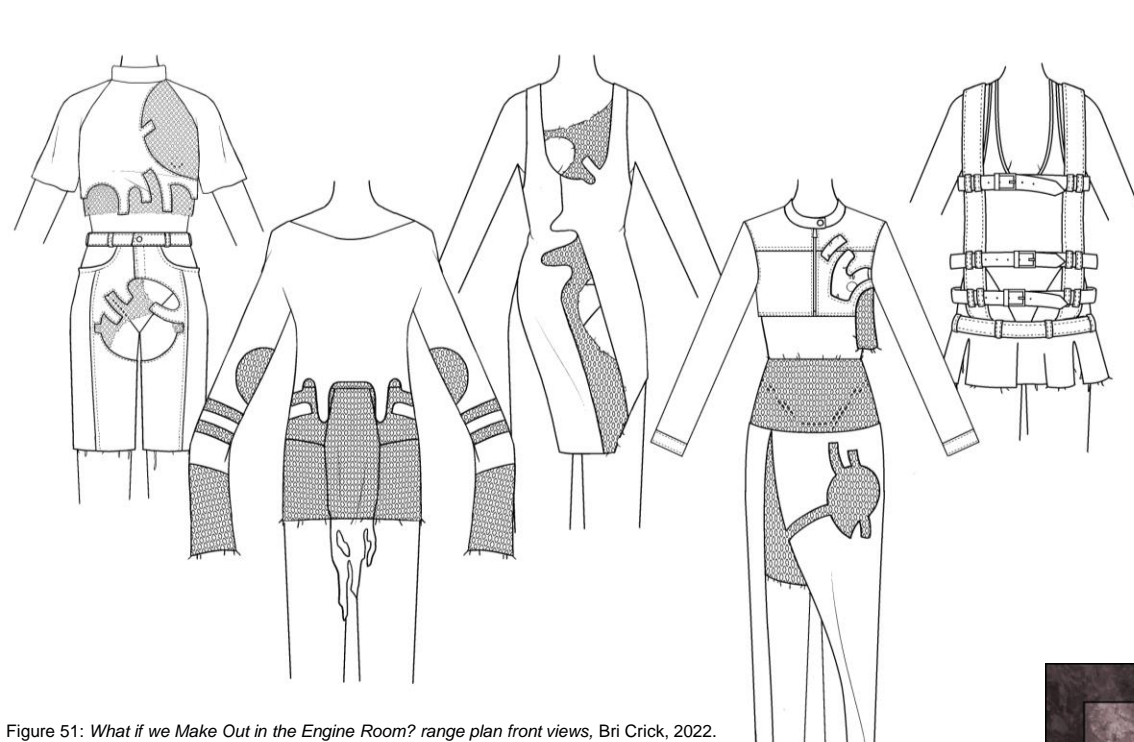 Figure 51: What if we Make Out in the Engine Room? range plan front views, Bri Crick, 2022.